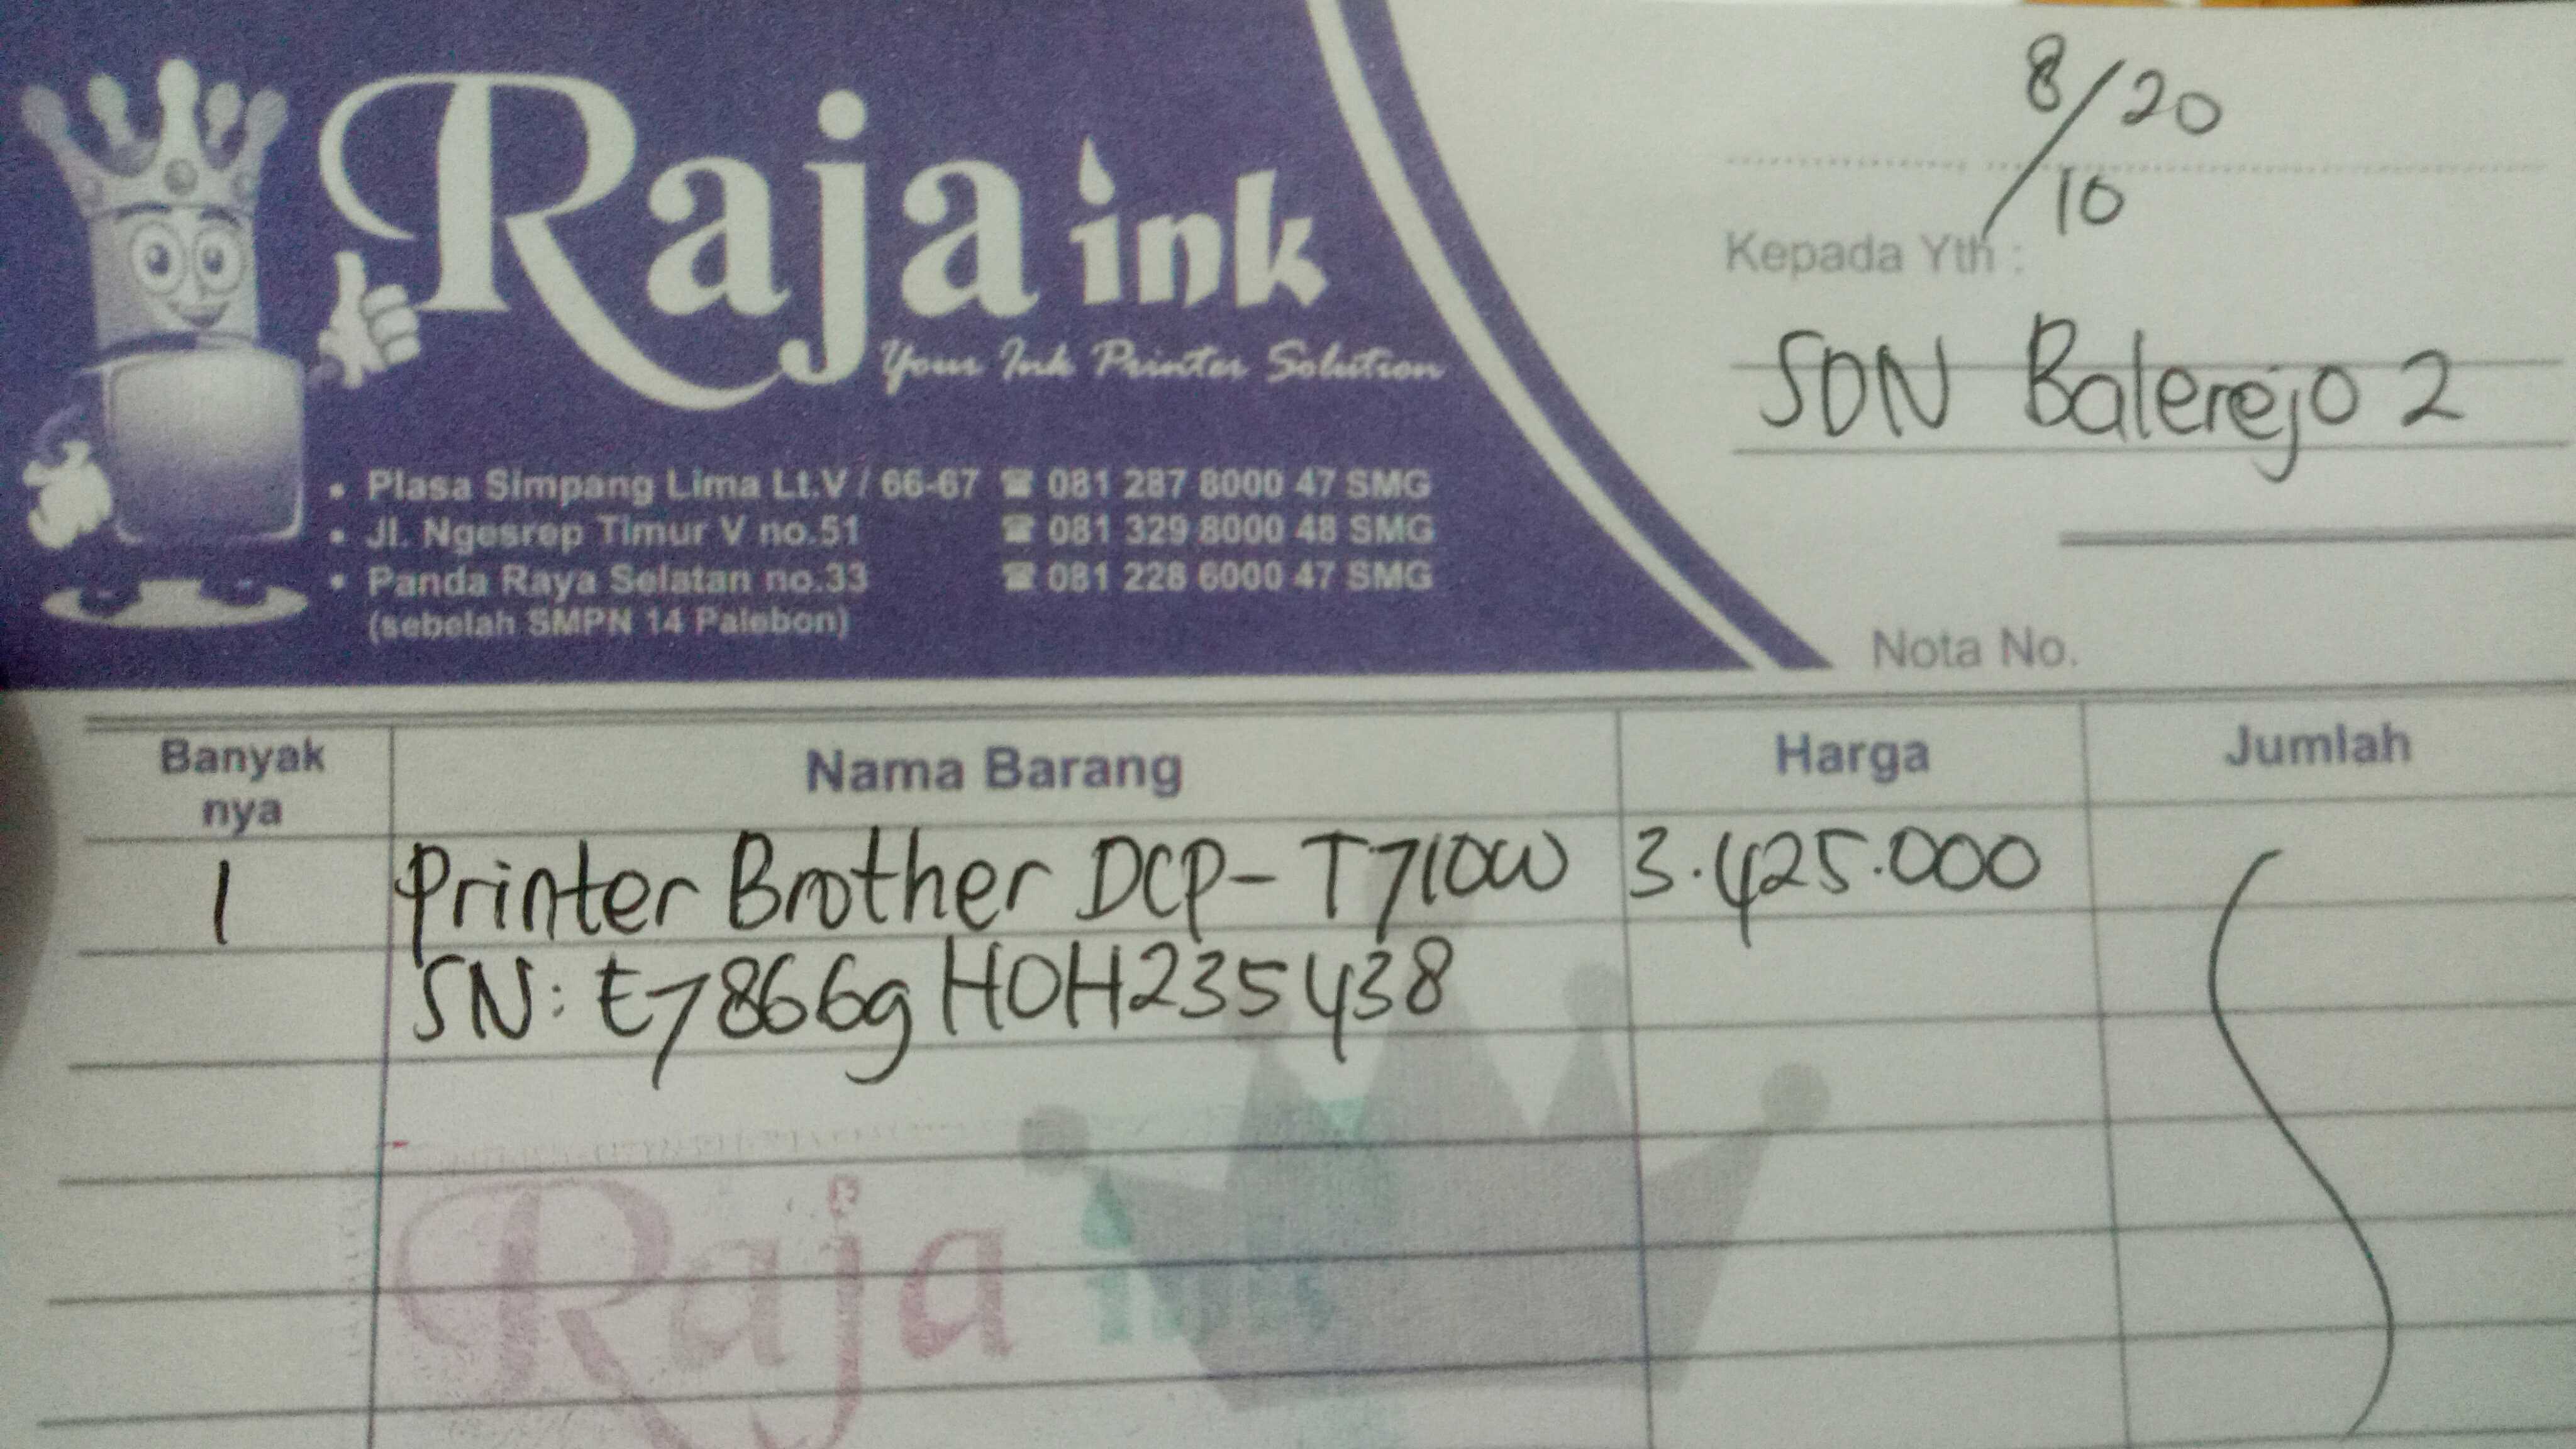 Raja ink
Your Ink Printer Solution
• Plasa Simpang Lima Lt.V / 66-67 ☎ 081 287 8000 47 SMG
• Jl. Ngesrep Timur V no.51 ☎ 081 329 8000 48 SMG
• Panda Raya Selatan no.33 ☎ 081 228 6000 47 SMG
(sebelah SMPN 14 Palebon)
8/10 20
Kepada Yth :
SDN Balerejo 2
Nota No.
Banyak nya Nama Barang Harga Jumlah
1 Printer Brother DCP-T710W 3.425.000
SN: E78669H0H235438
Raja ink